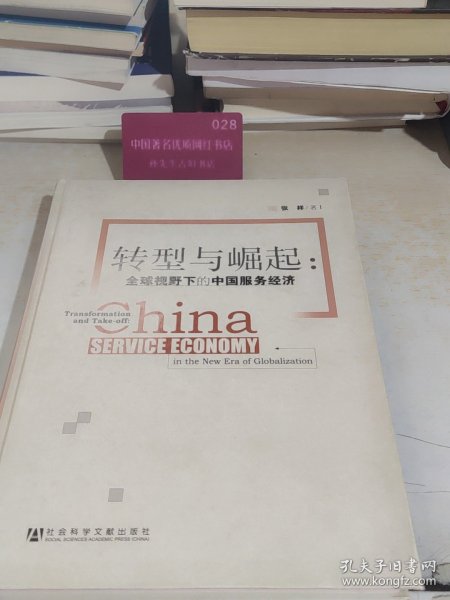 028
中国著名优质网红书店
张祥/著
转型与崛起:
全球视野下的中国服务经济
Transformation
and Take-off:
China
SERVICE ECONOMY
in the New Era of Globalization
社会科学文献出版社
SOCIAL SCIENCES ACADEMIC PRESS (CHINA)
孔夫子旧书网
www.kongfz.com